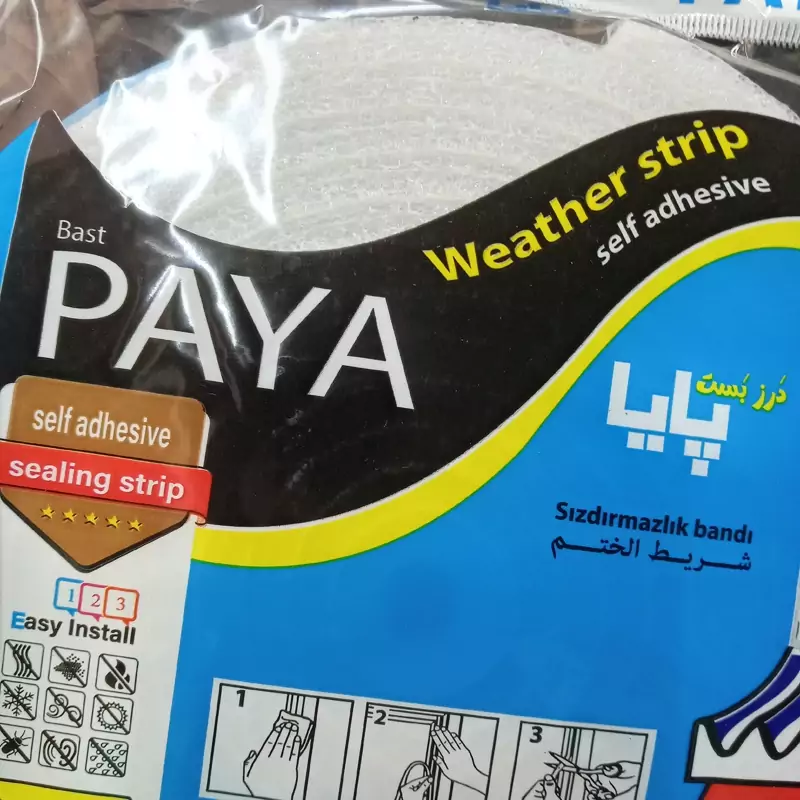 Weather strip
self adhesive
Bast
PAYA
دَرز بَست
پایا
self adhesive
sealing strip
Sızdırmazlık bandı
شريط الختم
1 2 3
Easy Install
1
2
3